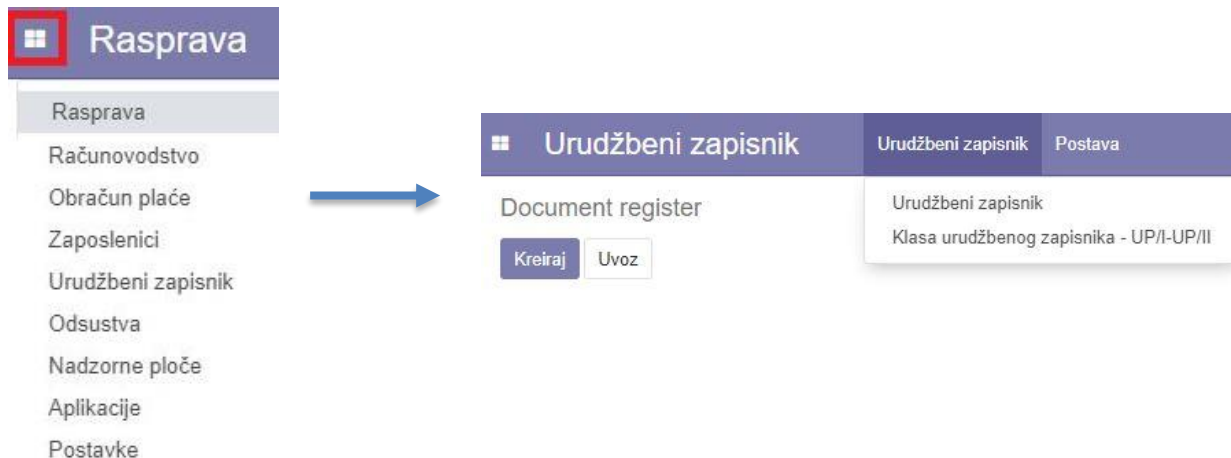 Rasprava
Rasprava
Računovodstvo
Obračun plaće
Zaposlenici
Urudžbeni zapisnik
Odsustva
Nadzorne ploče
Aplikacije
Postavke
Urudžbeni zapisnik Urudžbeni zapisnik Postava
Document register
Kreiraj Uvoz
Urudžbeni zapisnik
Klasa urudžbenog zapisnika - UP/I-UP/II